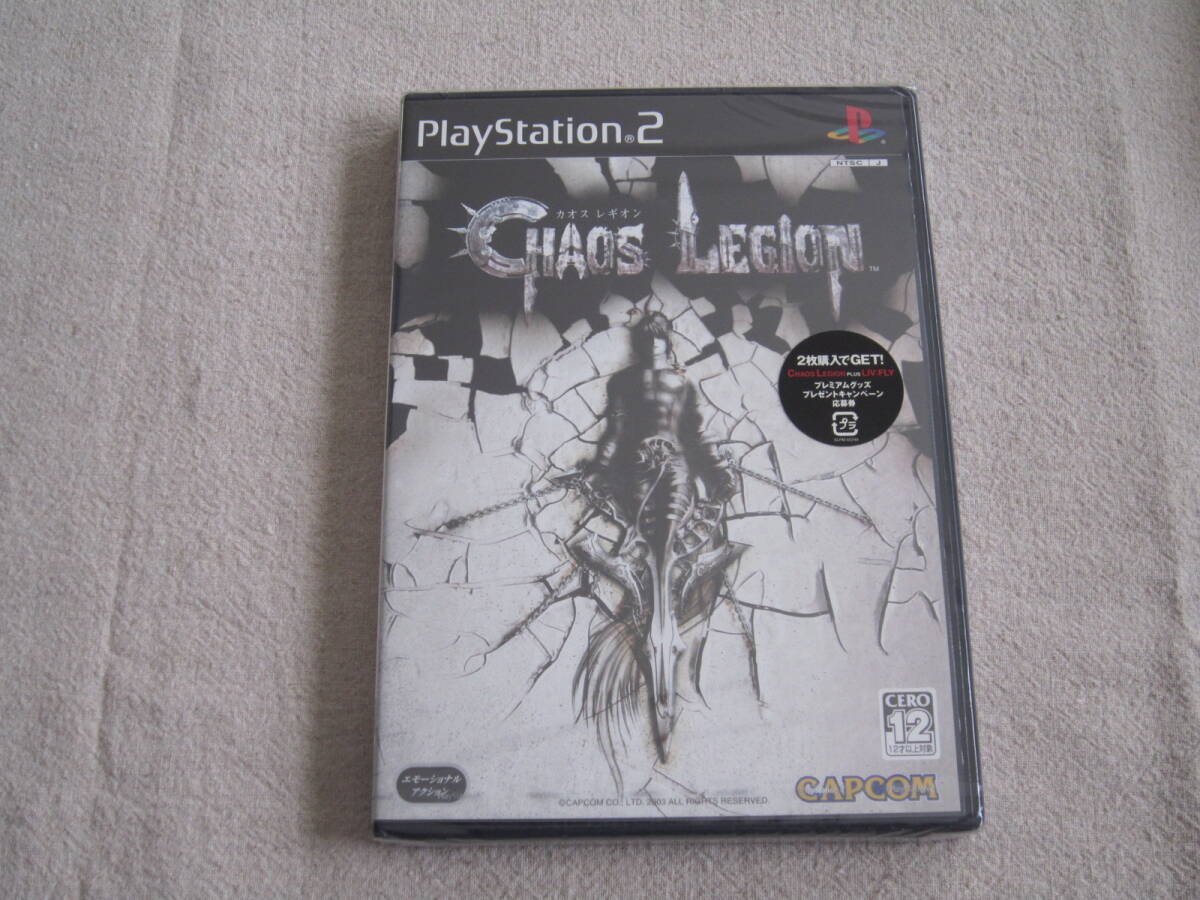 PlayStation®2
NTSC J
カオス レギオン
CHAOS LEGION™
2枚購入でGET!
CHAOS LEGION PLUS LIV-FLY
プレミアムグッズ
プレゼントキャンペーン
応募券
プラ
CERO
12
12才以上対象
エモーショナル
アクション
CAPCOM
©CAPCOM CO., LTD. 2003 ALL RIGHTS RESERVED.